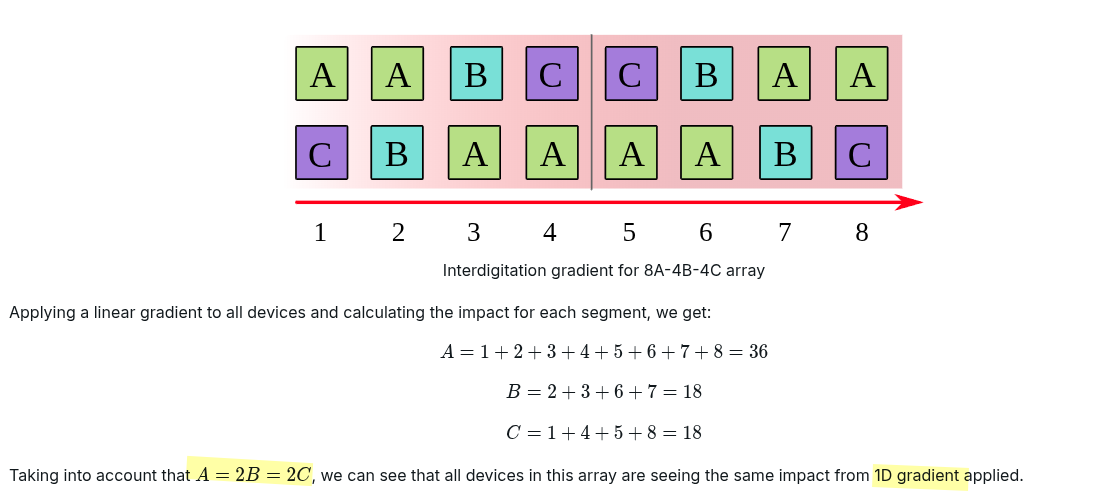 A A B C C B A A
C B A A A A B C
1 2 3 4 5 6 7 8
Interdigitation gradient for 8A-4B-4C array
Applying a linear gradient to all devices and calculating the impact for each segment, we get:
A = 1 + 2 + 3 + 4 + 5 + 6 + 7 + 8 = 36
B = 2 + 3 + 6 + 7 = 18
C = 1 + 4 + 5 + 8 = 18
Taking into account that A = 2B = 2C, we can see that all devices in this array are seeing the same impact from 1D gradient applied.